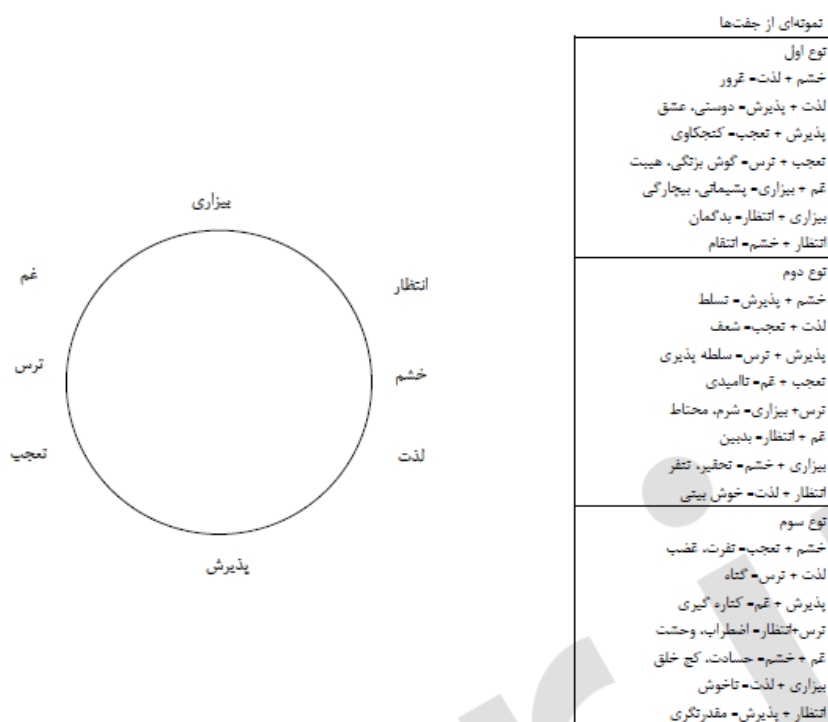 نمونه‌ای از جفت‌ها
نوع اول
خشم + لذت= غرور
لذت + پذیرش= دوستی، عشق
پذیرش + تعجب= کنجکاوی
تعجب + ترس= گوش بزنگی، هیبت
غم + بیزاری= پشیمانی، بیچارگی
بیزاری + انتظار= بدگمان
انتظار + خشم= انتقام
نوع دوم
خشم + پذیرش= تسلط
لذت + تعجب= شعف
پذیرش + ترس= سلطه پذیری
تعجب + غم= ناامیدی
ترس+ بیزاری= شرم، محتاط
غم + انتظار= بدبین
بیزاری + خشم= تحقیر، تنفر
انتظار + لذت= خوش بینی
نوع سوم
خشم + تعجب= نفرت، غضب
لذت + ترس= گناه
پذیرش + غم= کناره گیری
ترس+انتظار= اضطراب، وحشت
غم + خشم= حسادت، کج خلق
بیزاری + لذت= ناخوش
انتظار + پذیرش= مقدرنگری
بیزاری
انتظار
غم
خشم
ترس
لذت
تعجب
پذیرش